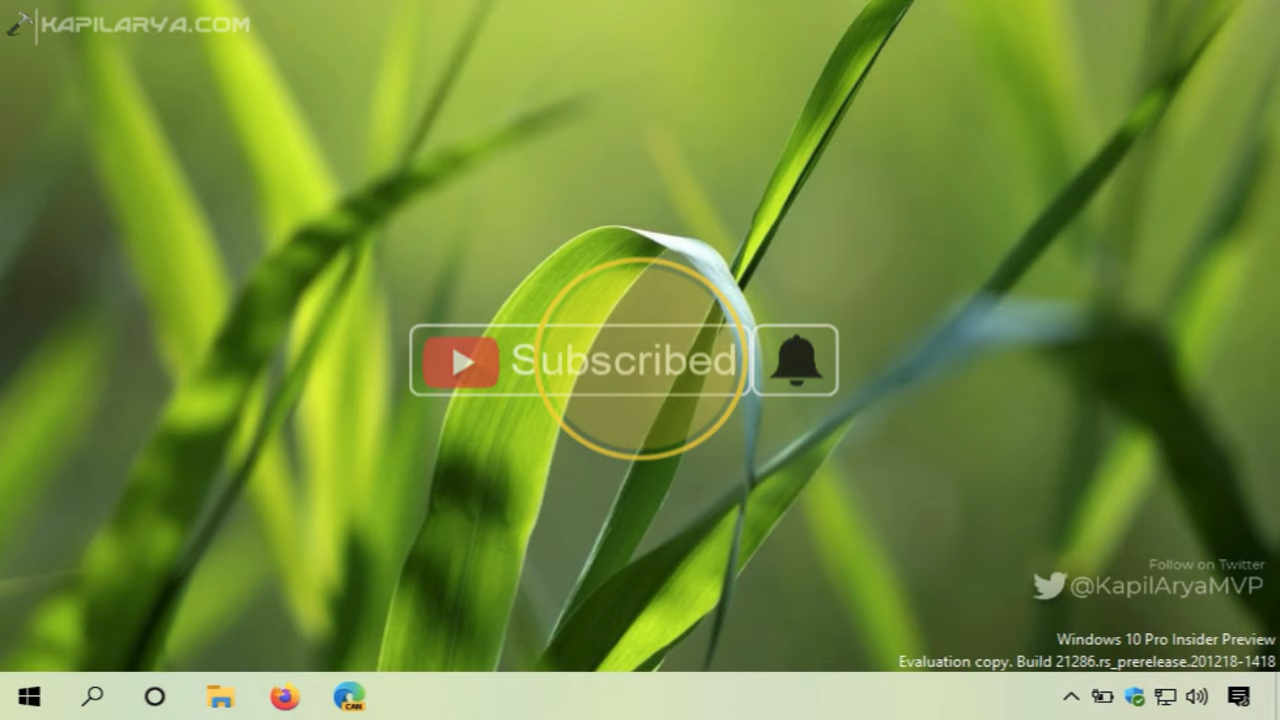 KAPILARYA.COM
Subscribed
Follow on Twitter
@KapilAryaMVP
Windows 10 Pro Insider Preview
Evaluation copy. Build 21286.rs_prerelease.201218-1418
CAN